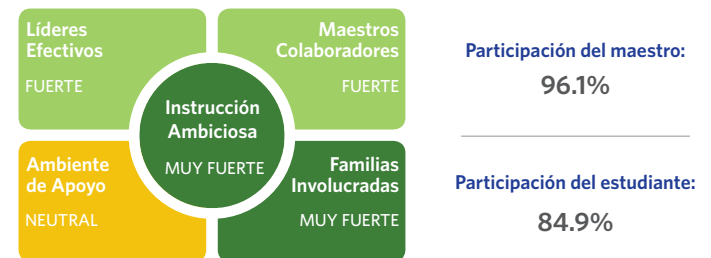 Líderes
Efectivos
FUERTE
Maestros
Colaboradores
FUERTE
Instrucción
Ambiciosa
MUY FUERTE
Ambiente
de Apoyo
NEUTRAL
Familias
Involucradas
MUY FUERTE
Participación del maestro:
96.1%
Participación del estudiante:
84.9%